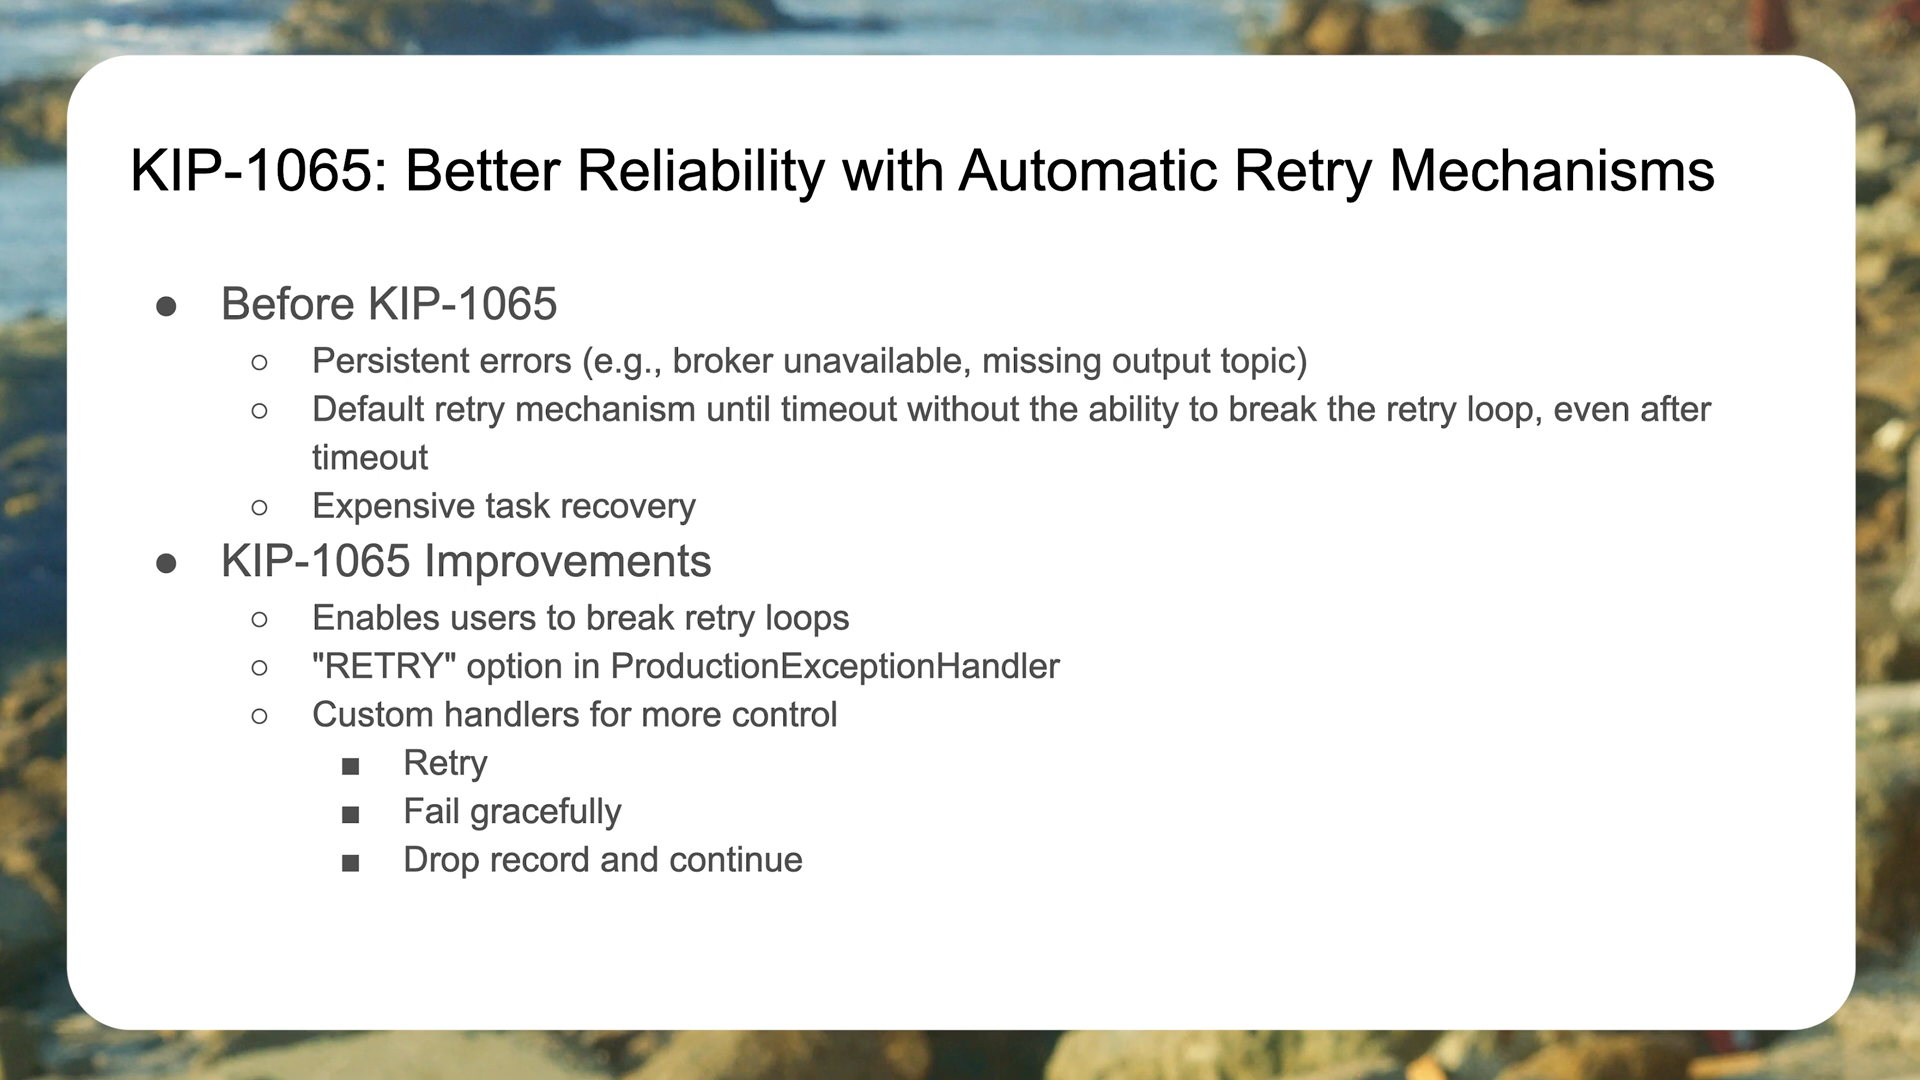 KIP-1065: Better Reliability with Automatic Retry Mechanisms
● Before KIP-1065
○ Persistent errors (e.g., broker unavailable, missing output topic)
○ Default retry mechanism until timeout without the ability to break the retry loop, even after
timeout
○ Expensive task recovery
● KIP-1065 Improvements
○ Enables users to break retry loops
○ "RETRY" option in ProductionExceptionHandler
○ Custom handlers for more control
■ Retry
■ Fail gracefully
■ Drop record and continue